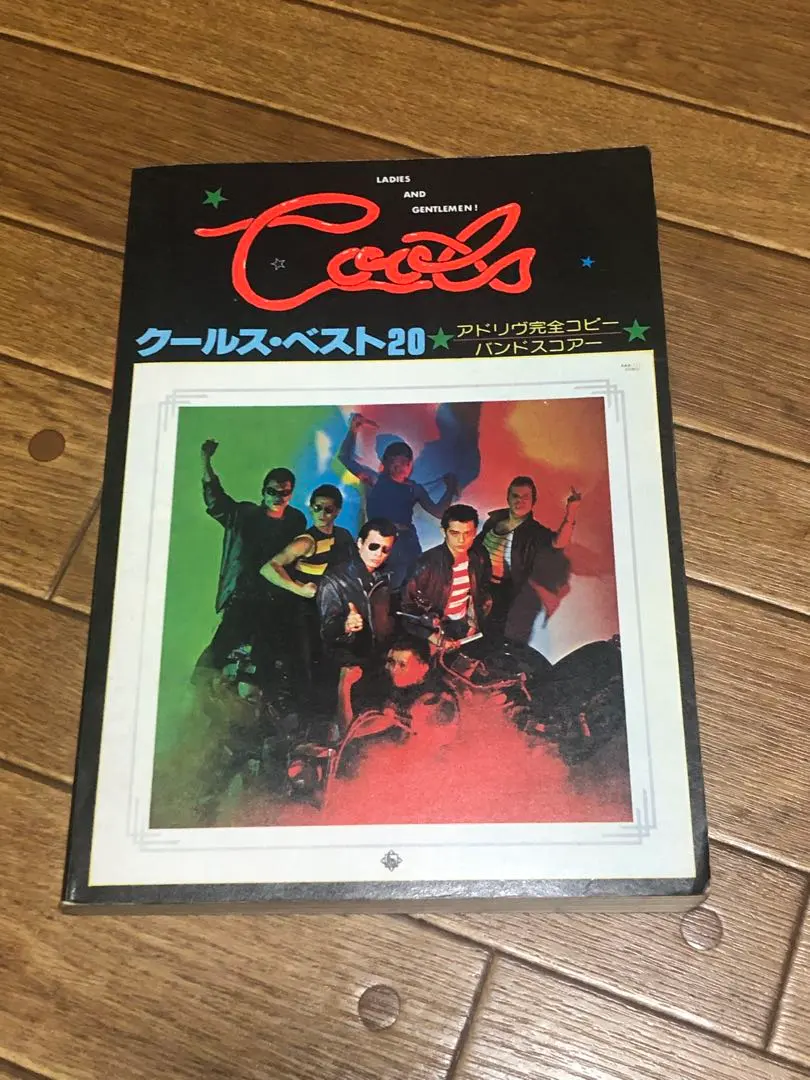 LADIES
AND
GENTLEMEN!
Cools
クールス・ベスト20
★アドリヴ完全コピー★
バンドスコアー